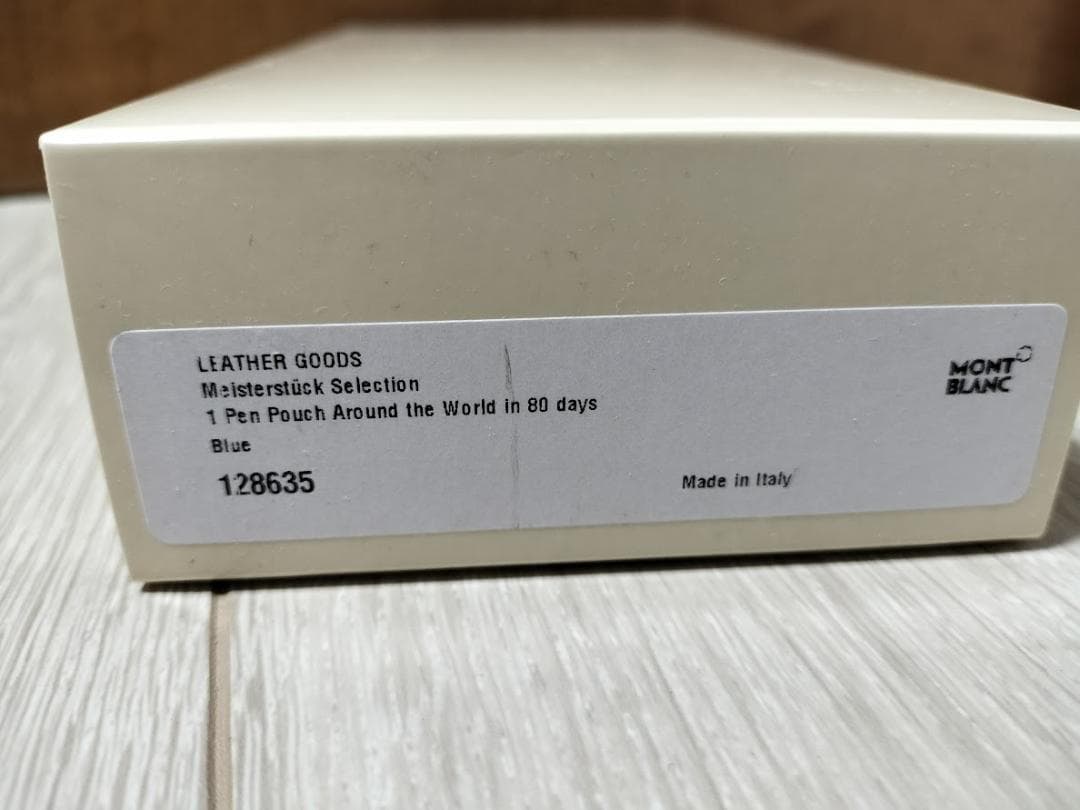 LEATHER GOODS
Meisterstück Selection
1 Pen Pouch Around the World in 80 days
Blue
128635
Made in Italy
MONT
BLANC